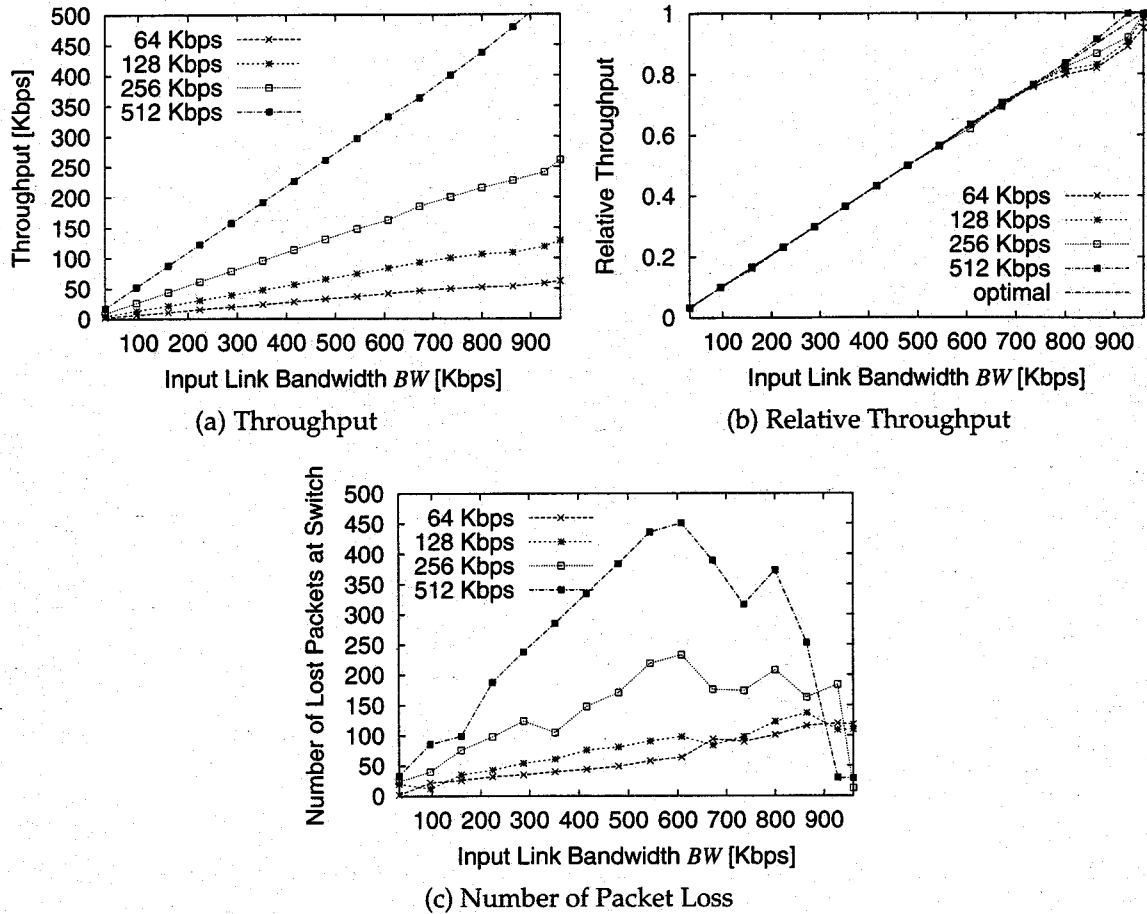 500
450
400
350
300
250
200
150
100
50
0
Throughput [Kbps]
64 Kbps
128 Kbps
256 Kbps
512 Kbps
100 200 300 400 500 600 700 800 900
Input Link Bandwidth BW [Kbps]
(a) Throughput
1
0.8
0.6
0.4
0.2
0
Relative Throughput
64 Kbps
128 Kbps
256 Kbps
512 Kbps
optimal
100 200 300 400 500 600 700 800 900
Input Link Bandwidth BW [Kbps]
(b) Relative Throughput
500
450
400
350
300
250
200
150
100
50
0
Number of Lost Packets at Switch
64 Kbps
128 Kbps
256 Kbps
512 Kbps
100 200 300 400 500 600 700 800 900
Input Link Bandwidth BW [Kbps]
(c) Number of Packet Loss